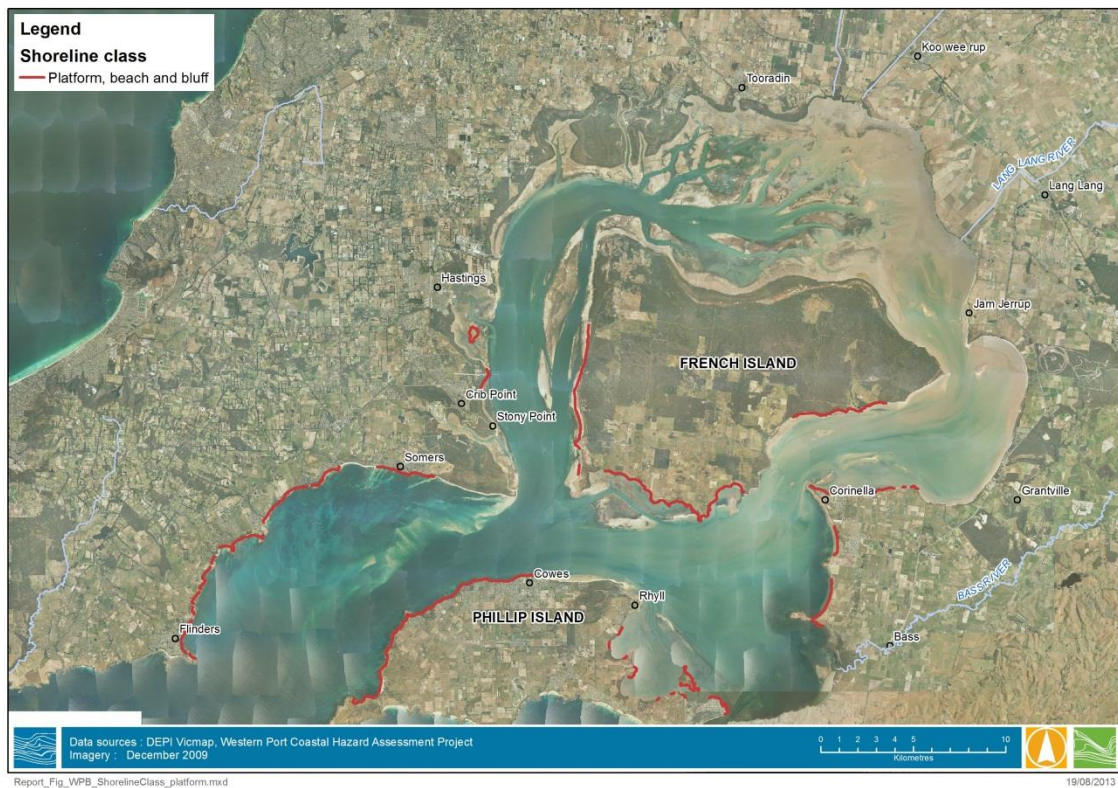 Legend
Shoreline class
Platform, beach and bluff
Koo wee rup
Tooradin
LANG LANG RIVER
Lang Lang
Hastings
Jam Jerrup
FRENCH ISLAND
Crib Point
Stony Point
Somers
Corinella
Grantville
Cowes
Rhyll
BASS RIVER
PHILLIP ISLAND
Flinders
Bass
Data sources : DEPI Vicmap, Western Port Coastal Hazard Assessment Project
Imagery : December 2009
0 1 2 3 4 5 10
Kilometres
Report_Fig_WPB_ShorelineClass_platform.mxd
19/08/2013